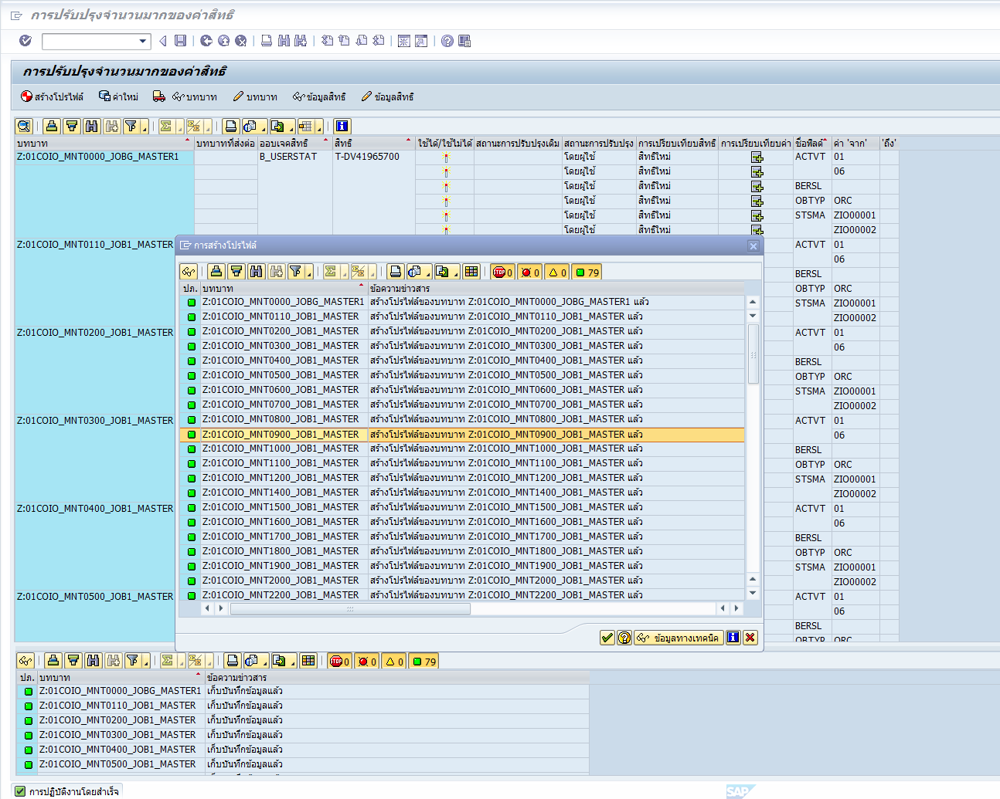 การปรับปรุงจำนวนมากของค่าสิทธิ
การปรับปรุงจำนวนมากของค่าสิทธิ
สร้างโปรไฟล์ ค่าใหม่ บทบาท บทบาท ข้อมูลสิทธิ ข้อมูลสิทธิ
บทบาท บทบาทที่ส่งต่อ ออบเจคสิทธิ สิทธิ ใช้ได้/ใช้ไม่ได้ สถานะการปรับปรุงเดิม สถานะการปรับปรุง การเปรียบเทียบสิทธิ การเปรียบเทียบค่า ชื่อฟิลด์ ค่า 'จาก' 'ถึง'
Z:01COIO_MNT0000_JOBG_MASTER1 B_USERSTAT T-DV41965700 โดยผู้ใช้ สิทธิใหม่ ACTVT 01
โดยผู้ใช้ สิทธิใหม่ 06
โดยผู้ใช้ สิทธิใหม่ BERSL
โดยผู้ใช้ สิทธิใหม่ OBTYP ORC
โดยผู้ใช้ สิทธิใหม่ STSMA ZIO00001
โดยผู้ใช้ สิทธิใหม่ ZIO00002
Z:01COIO_MNT0110_JOB1_MASTER ACTVT 01
06
BERSL
OBTYP ORC
STSMA ZIO00001
ZIO00002
Z:01COIO_MNT0200_JOB1_MASTER ACTVT 01
06
BERSL
OBTYP ORC
STSMA ZIO00001
ZIO00002
Z:01COIO_MNT0300_JOB1_MASTER ACTVT 01
06
BERSL
OBTYP ORC
STSMA ZIO00001
ZIO00002
Z:01COIO_MNT0400_JOB1_MASTER ACTVT 01
06
BERSL
OBTYP ORC
STSMA ZIO00001
ZIO00002
Z:01COIO_MNT0500_JOB1_MASTER ACTVT 01
06
BERSL
OBTYP ORC
การสร้างโปรไฟล์
STOP 0 0 0 79
ปภ. บทบาท ข้อความข่าวสาร
Z:01COIO_MNT0000_JOBG_MASTER1 สร้างโปรไฟล์ของบทบาท Z:01COIO_MNT0000_JOBG_MASTER1 แล้ว
Z:01COIO_MNT0110_JOB1_MASTER สร้างโปรไฟล์ของบทบาท Z:01COIO_MNT0110_JOB1_MASTER แล้ว
Z:01COIO_MNT0200_JOB1_MASTER สร้างโปรไฟล์ของบทบาท Z:01COIO_MNT0200_JOB1_MASTER แล้ว
Z:01COIO_MNT0300_JOB1_MASTER สร้างโปรไฟล์ของบทบาท Z:01COIO_MNT0300_JOB1_MASTER แล้ว
Z:01COIO_MNT0400_JOB1_MASTER สร้างโปรไฟล์ของบทบาท Z:01COIO_MNT0400_JOB1_MASTER แล้ว
Z:01COIO_MNT0500_JOB1_MASTER สร้างโปรไฟล์ของบทบาท Z:01COIO_MNT0500_JOB1_MASTER แล้ว
Z:01COIO_MNT0600_JOB1_MASTER สร้างโปรไฟล์ของบทบาท Z:01COIO_MNT0600_JOB1_MASTER แล้ว
Z:01COIO_MNT0700_JOB1_MASTER สร้างโปรไฟล์ของบทบาท Z:01COIO_MNT0700_JOB1_MASTER แล้ว
Z:01COIO_MNT0800_JOB1_MASTER สร้างโปรไฟล์ของบทบาท Z:01COIO_MNT0800_JOB1_MASTER แล้ว
Z:01COIO_MNT0900_JOB1_MASTER สร้างโปรไฟล์ของบทบาท Z:01COIO_MNT0900_JOB1_MASTER แล้ว
Z:01COIO_MNT1000_JOB1_MASTER สร้างโปรไฟล์ของบทบาท Z:01COIO_MNT1000_JOB1_MASTER แล้ว
Z:01COIO_MNT1100_JOB1_MASTER สร้างโปรไฟล์ของบทบาท Z:01COIO_MNT1100_JOB1_MASTER แล้ว
Z:01COIO_MNT1200_JOB1_MASTER สร้างโปรไฟล์ของบทบาท Z:01COIO_MNT1200_JOB1_MASTER แล้ว
Z:01COIO_MNT1400_JOB1_MASTER สร้างโปรไฟล์ของบทบาท Z:01COIO_MNT1400_JOB1_MASTER แล้ว
Z:01COIO_MNT1500_JOB1_MASTER สร้างโปรไฟล์ของบทบาท Z:01COIO_MNT1500_JOB1_MASTER แล้ว
Z:01COIO_MNT1600_JOB1_MASTER สร้างโปรไฟล์ของบทบาท Z:01COIO_MNT1600_JOB1_MASTER แล้ว
Z:01COIO_MNT1700_JOB1_MASTER สร้างโปรไฟล์ของบทบาท Z:01COIO_MNT1700_JOB1_MASTER แล้ว
Z:01COIO_MNT1800_JOB1_MASTER สร้างโปรไฟล์ของบทบาท Z:01COIO_MNT1800_JOB1_MASTER แล้ว
Z:01COIO_MNT1900_JOB1_MASTER สร้างโปรไฟล์ของบทบาท Z:01COIO_MNT1900_JOB1_MASTER แล้ว
Z:01COIO_MNT2000_JOB1_MASTER สร้างโปรไฟล์ของบทบาท Z:01COIO_MNT2000_JOB1_MASTER แล้ว
Z:01COIO_MNT2200_JOB1_MASTER สร้างโปรไฟล์ของบทบาท Z:01COIO_MNT2200_JOB1_MASTER แล้ว
ข้อมูลทางเทคนิค
STOP 0 0 0 79
ปภ. บทบาท ข้อความข่าวสาร
Z:01COIO_MNT0000_JOBG_MASTER1 เก็บบันทึกข้อมูลแล้ว
Z:01COIO_MNT0110_JOB1_MASTER เก็บบันทึกข้อมูลแล้ว
Z:01COIO_MNT0200_JOB1_MASTER เก็บบันทึกข้อมูลแล้ว
Z:01COIO_MNT0300_JOB1_MASTER เก็บบันทึกข้อมูลแล้ว
Z:01COIO_MNT0400_JOB1_MASTER เก็บบันทึกข้อมูลแล้ว
Z:01COIO_MNT0500_JOB1_MASTER เก็บบันทึกข้อมูลแล้ว
การปฏิบัติงานโดยสำเร็จ
SAP